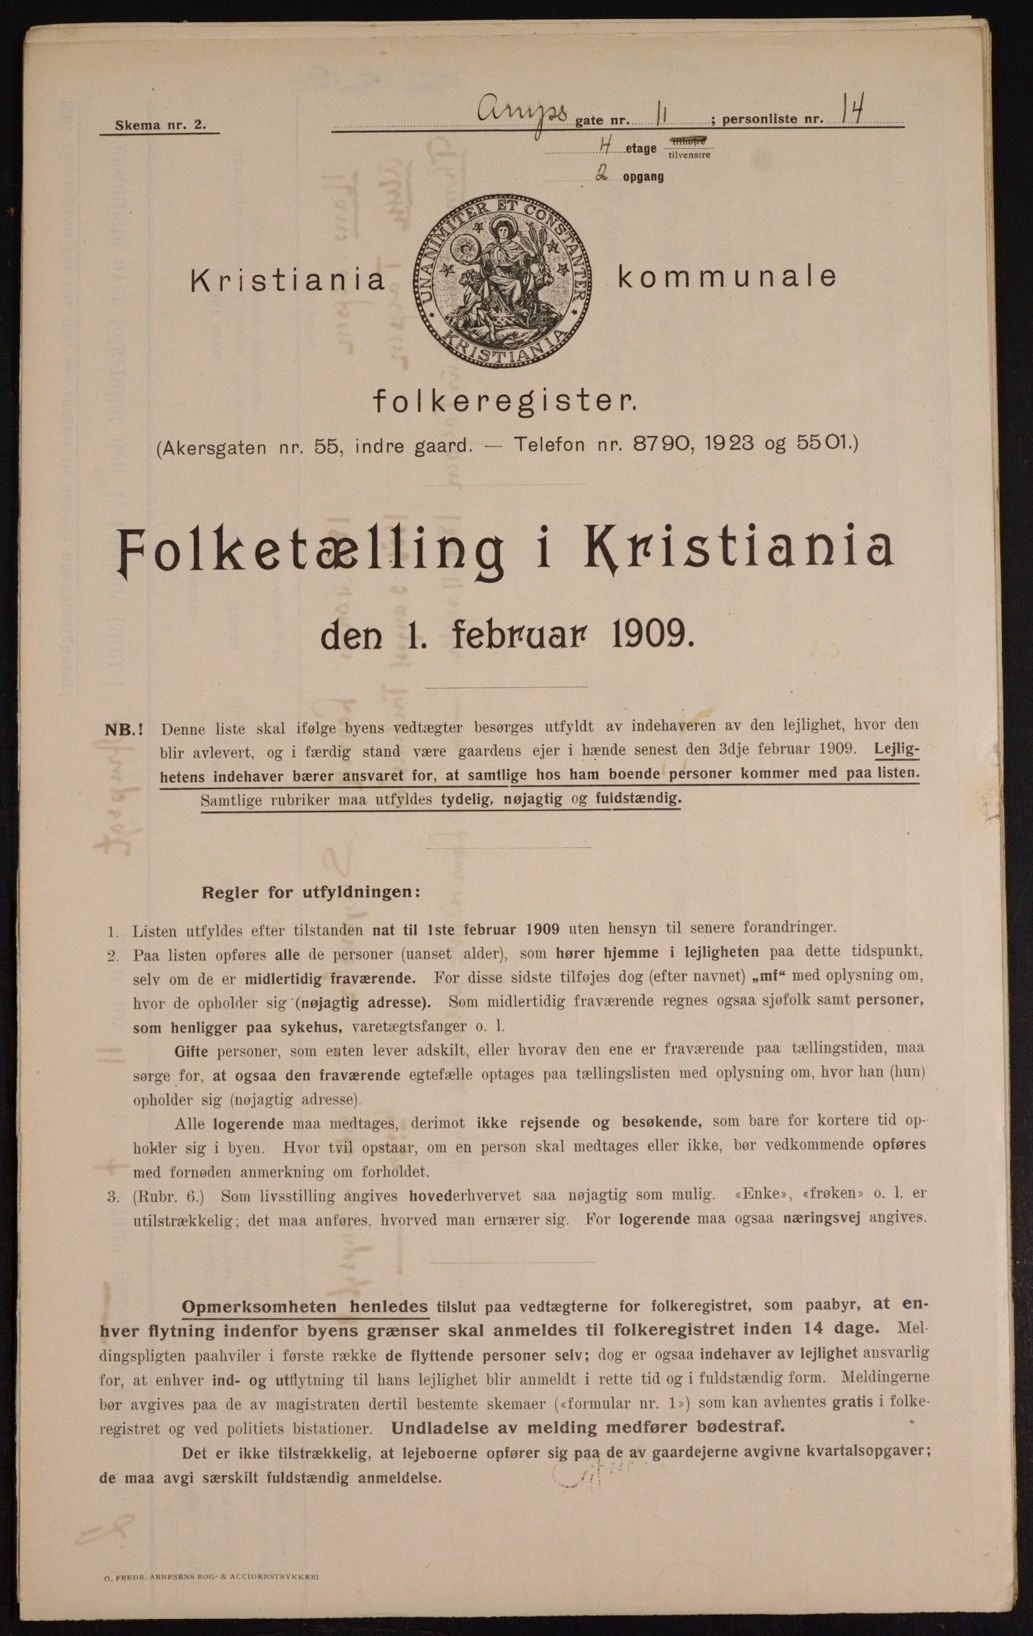 Skema nr. 2.
gate nr. 11 ; personliste nr. 14
4 etage tilhøjre
tilvenstre
2 opgang
UNANIMITER ET CONSTANTER
KRISTIANIA
Kristiania kommunale
folkeregister.
(Akersgaten nr. 55, indre gaard. — Telefon nr. 8790, 1923 og 5501.)
Folketælling i Kristiania
den 1. februar 1909.
NB.! Denne liste skal ifølge byens vedtægter besørges utfyldt av indehaveren av den lejlighet, hvor den
blir avlevert, og i færdig stand være gaardens ejer i hænde senest den 3dje februar 1909. Lejlig-
hetens indehaver bærer ansvaret for, at samtlige hos ham boende personer kommer med paa listen.
Samtlige rubriker maa utfyldes tydelig, nøjagtig og fuldstændig.
Regler for utfyldningen:
1. Listen utfyldes efter tilstanden nat til 1ste februar 1909 uten hensyn til senere forandringer.
2. Paa listen opføres alle de personer (uanset alder), som hører hjemme i lejligheten paa dette tidspunkt,
selv om de er midlertidig fraværende. For disse sidste tilføjes dog (efter navnet) „mf“ med oplysning om,
hvor de opholder sig (nøjagtig adresse). Som midlertidig fraværende regnes ogsaa sjøfolk samt personer,
som henligger paa sykehus, varetægtsfanger o. l.
Gifte personer, som enten lever adskilt, eller hvorav den ene er fraværende paa tællingstiden, maa
sørge for, at ogsaa den fraværende egtefælle optages paa tællingslisten med oplysning om, hvor han (hun)
opholder sig (nøjagtig adresse).
Alle logerende maa medtages, derimot ikke rejsende og besøkende, som bare for kortere tid op-
holder sig i byen. Hvor tvil opstaar, om en person skal medtages eller ikke, bør vedkommende opføres
med fornøden anmerkning om forholdet.
3. (Rubr. 6.) Som livsstilling angives hovederhvervet saa nøjagtig som mulig. «Enke», «frøken» o. l. er
utilstrækkelig; det maa anføres, hvorved man ernærer sig. For logerende maa ogsaa næringsvej angives.
Opmerksomheten henledes tilslut paa vedtægterne for folkeregistret, som paabyr, at en-
hver flytning indenfor byens grænser skal anmeldes til folkeregistret inden 14 dage. Mel-
dingspligten paahviler i første række de flyttende personer selv; dog er ogsaa indehaver av lejlighet ansvarlig
for, at enhver ind- og utflytning til hans lejlighet blir anmeldt i rette tid og i fuldstændig form. Meldingerne
bør avgives paa de av magistraten dertil bestemte skemaer («formular nr. 1») som kan avhentes gratis i folke-
registret og ved politiets bistationer. Undladelse av melding medfører bødestraf.
Det er ikke tilstrækkelig, at lejeboerne opfører sig paa de av gaardejerne avgivne kvartalsopgaver;
de maa avgi særskilt fuldstændig anmeldelse.
O. FREDR. ARNESENS BOG- & ACCIDENSTRYKKERI